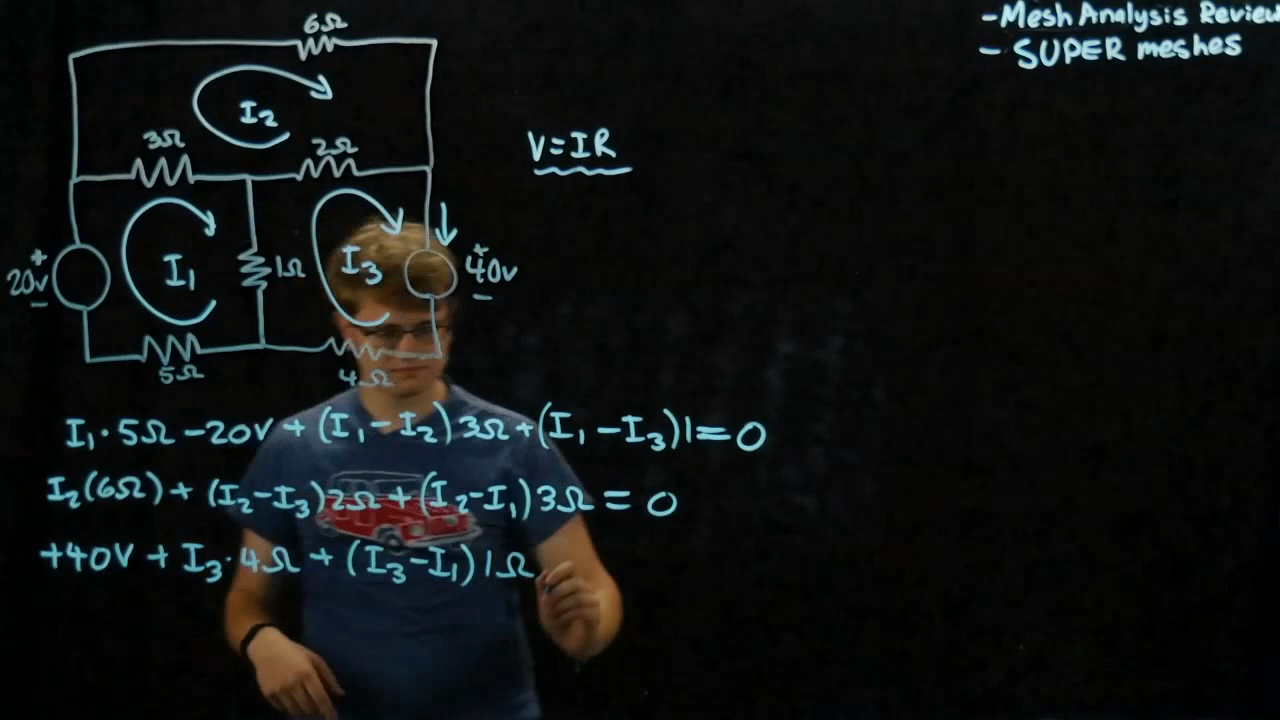 -Mesh Analysis Review
- SUPER meshes
6Ω
I₂
3Ω
2Ω
V=IR
+
20v
-
I₁
1Ω
I₃
+
40v
-
5Ω
4Ω
I₁·5Ω-20V+(I₁-I₂)3Ω+(I₁-I₃)1=0
I₂(6Ω)+(I₂-I₃)2Ω+(I₂-I₁)3Ω=0
+40V+I₃·4Ω+(I₃-I₁)1Ω